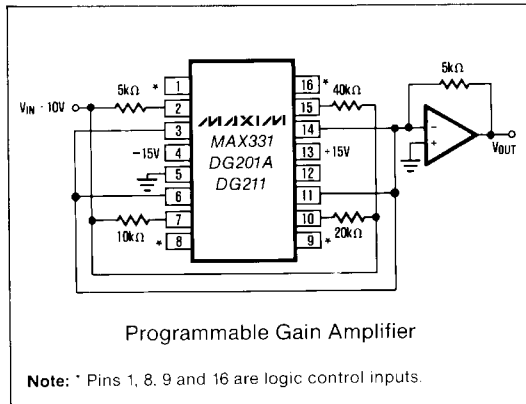 5kΩ
*
1
16
*
40kΩ
5kΩ
VIN - 10V
2
15
MAXIM
3
14
-
MAX331
-15V
4
13
+15V
+
VOUT
DG201A
5
12
DG211
6
11
7
10
10kΩ
20kΩ
*
8
9
*
Programmable Gain Amplifier
Note: * Pins 1, 8, 9 and 16 are logic control inputs.